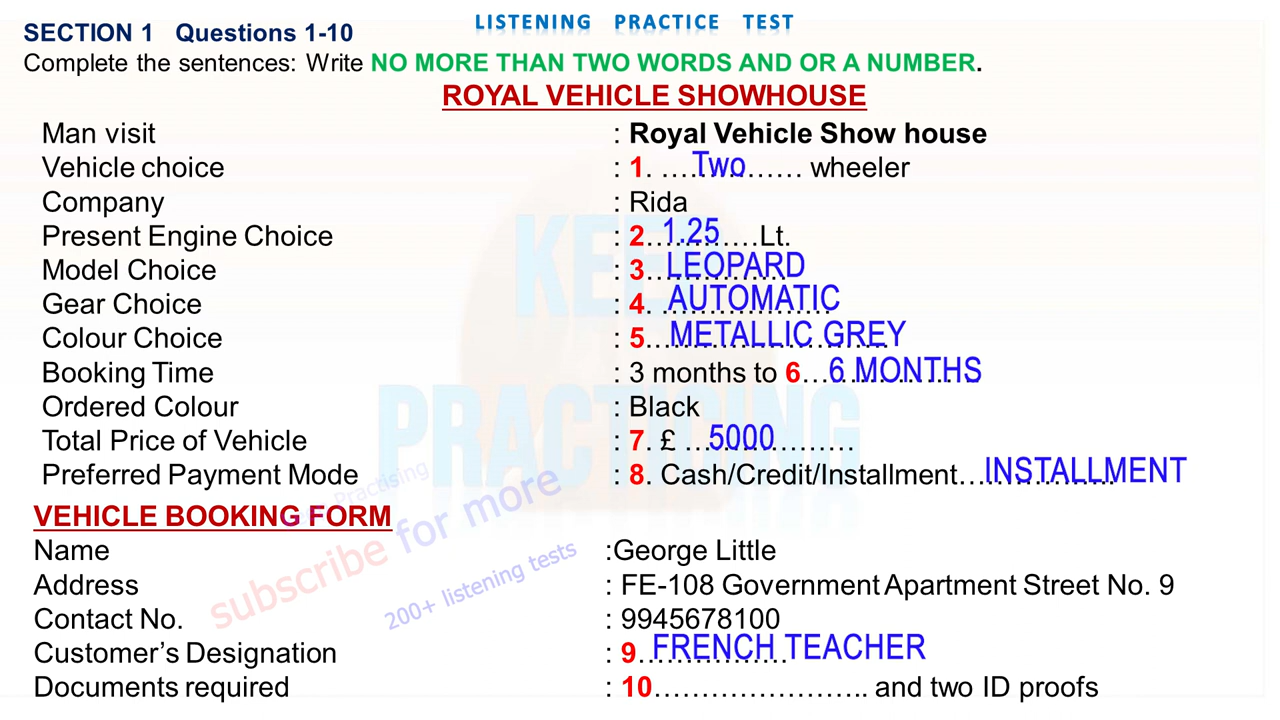 LISTENING PRACTICE TEST
SECTION 1 Questions 1-10
Complete the sentences: Write NO MORE THAN TWO WORDS AND OR A NUMBER.
ROYAL VEHICLE SHOWHOUSE
Man visit : Royal Vehicle Show house
Vehicle choice : 1. ....Two.... wheeler
Company : Rida
Present Engine Choice : 2....1.25....Lt.
Model Choice : 3....LEOPARD
Gear Choice : 4. ....AUTOMATIC
Colour Choice : 5....METALLIC GREY
Booking Time : 3 months to 6....6 MONTHS
Ordered Colour : Black
Total Price of Vehicle : 7. £ ....5000....
Preferred Payment Mode : 8. Cash/Credit/Installment....INSTALLMENT
VEHICLE BOOKING FORM
Name :George Little
Address : FE-108 Government Apartment Street No. 9
Contact No. : 9945678100
Customer's Designation : 9....FRENCH TEACHER
Documents required : 10........................ and two ID proofs
KEEP
PRACTICING
Practising
subscribe for more
200+ listening tests